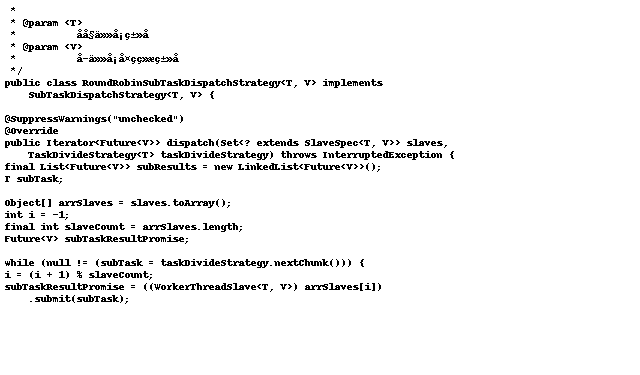 *
* @param <T>
* åå§ä»»å¡ç±»å
* @param <V>
* å-ä»»å¡å¤çç»æç±»å
*/
public class RoundRobinSubTaskDispatchStrategy<T, V> implements
SubTaskDispatchStrategy<T, V> {
@SuppressWarnings("unchecked")
@Override
public Iterator<Future<V>> dispatch(Set<? extends SlaveSpec<T, V>> slaves,
TaskDivideStrategy<T> taskDivideStrategy) throws InterruptedException {
final List<Future<V>> subResults = new LinkedList<Future<V>>();
T subTask;
Object[] arrSlaves = slaves.toArray();
int i = -1;
final int slaveCount = arrSlaves.length;
Future<V> subTaskResultPromise;
while (null != (subTask = taskDivideStrategy.nextChunk())) {
i = (i + 1) % slaveCount;
subTaskResultPromise = ((WorkerThreadSlave<T, V>) arrSlaves[i])
.submit(subTask);